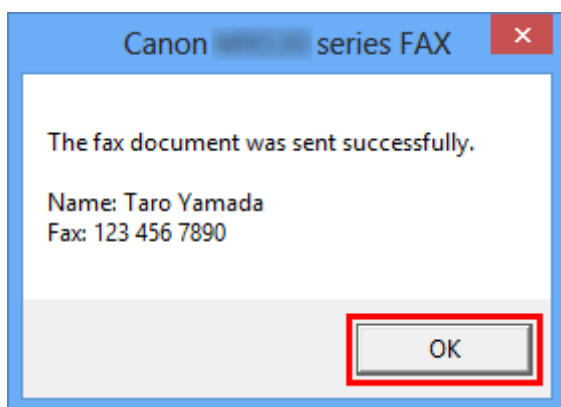 Canon series FAX
The fax document was sent successfully.
Name: Taro Yamada
Fax: 123 456 7890
OK